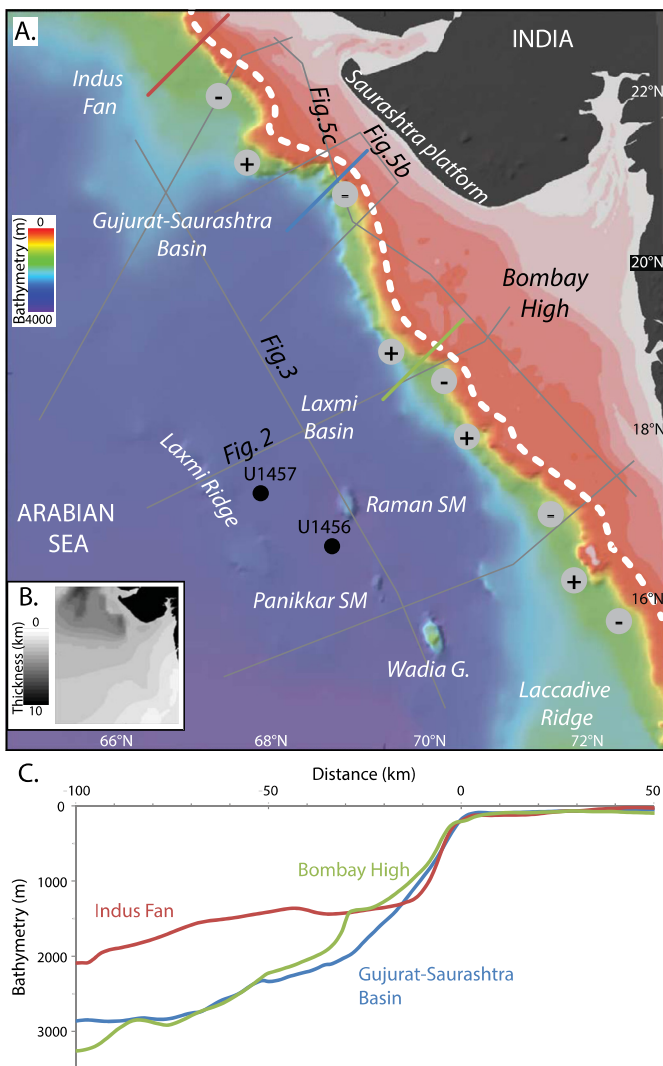 A.
INDIA
Indus
Fan
-
22°N
Saurashtra platform
Fig.5c
Fig.5b
+
-
Gujurat-Saurashtra
Basin
Bathymetry (m)
0
4000
20°N
Bombay
High
Fig.3
+
-
Laxmi
Basin
18°N
+
Fig. 2
Laxmi Ridge
U1457
Raman SM
-
ARABIAN
SEA
U1456
+
16°N
-
B.
Thickness (km)
0
10
Panikkar SM
Wadia G.
Laccadive
Ridge
66°N
68°N
70°N
72°N
C.
Distance (km)
-100
-50
0
50
Bathymetry (m)
0
1000
2000
3000
Bombay High
Indus Fan
Gujurat-Saurashtra
Basin